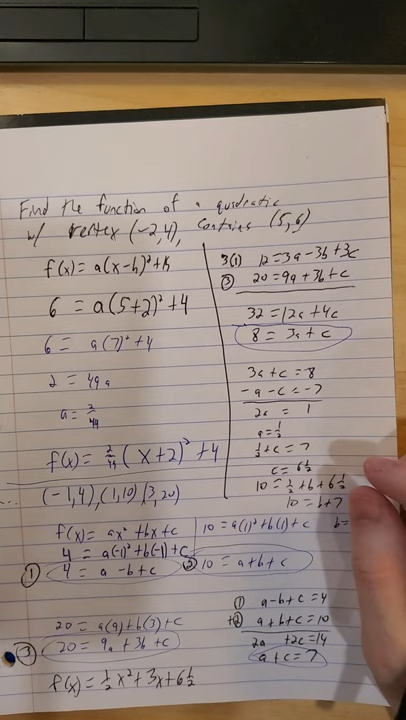 Find the function of a quadratic
w/ vertex (-2,4), contains (5,6)
f(x) = a(x-h)²+k
6 = a(5+2)²+4
6 = a(7)²+4
2 = 49a
a = 2/49
f(x) = 2/49 (x+2)² + 4
(-1,4),(1,10)(3,20)
f(x) = ax²+bx+c
4 = a(-1)²+b(-1)+c
① 4 = a-b+c
10 = a(1)²+b(1)+c
② 10 = a+b+c
20 = a(9)+b(3)+c
③ 20 = 9a+3b+c
f(x) = 1/2x²+3x+6 1/2
3(1) 12=3a-3b+3c
③ 20=9a+3b+c
32=12a+4c
8 = 3a+c
3a+c=8
-a-c=-7
2a = 1
a=1/2
1/2+c=7
c=6 1/2
10=1/2+b+6 1/2
10=b+7
b=
① a-b+c=4
+② a+b+c=10
2a +2c=14
a+c=7